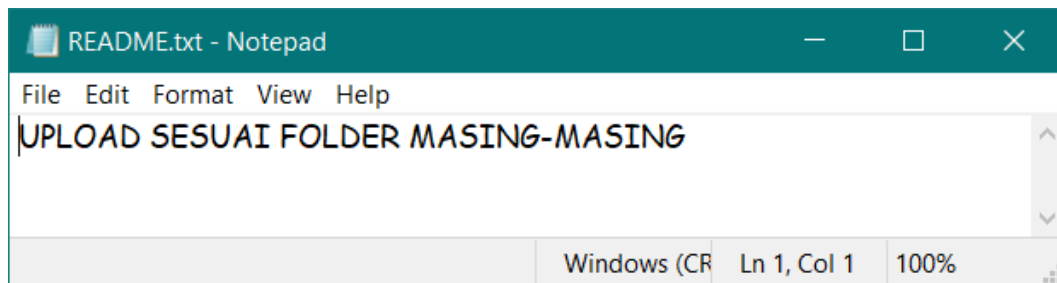 README.txt - Notepad
File Edit Format View Help
UPLOAD SESUAI FOLDER MASING-MASING
Windows (CR Ln 1, Col 1 100%